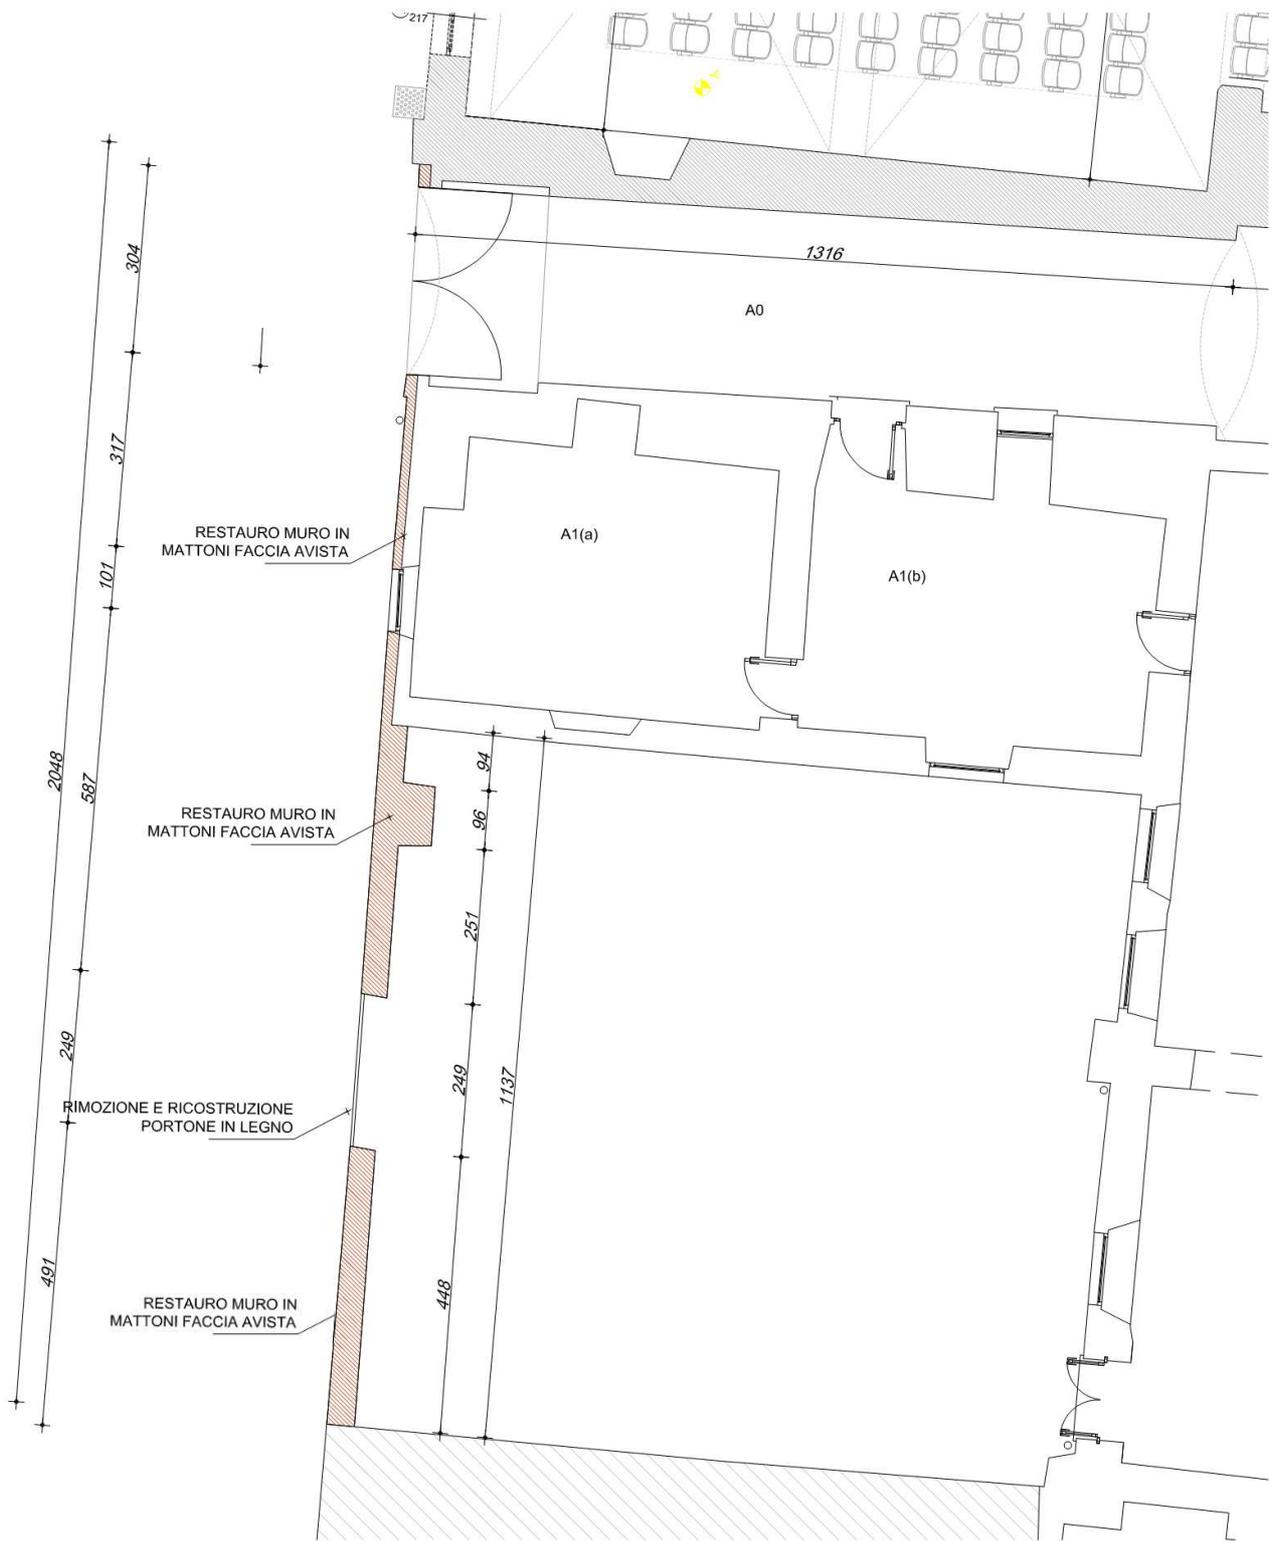 217
304
1316
A0
317
RESTAURO MURO IN
MATTONI FACCIA AVISTA
A1(a)
101
A1(b)
2048
587
94
RESTAURO MURO IN
MATTONI FACCIA AVISTA
96
251
249
249
1137
RIMOZIONE E RICOSTRUZIONE
PORTONE IN LEGNO
491
448
RESTAURO MURO IN
MATTONI FACCIA AVISTA